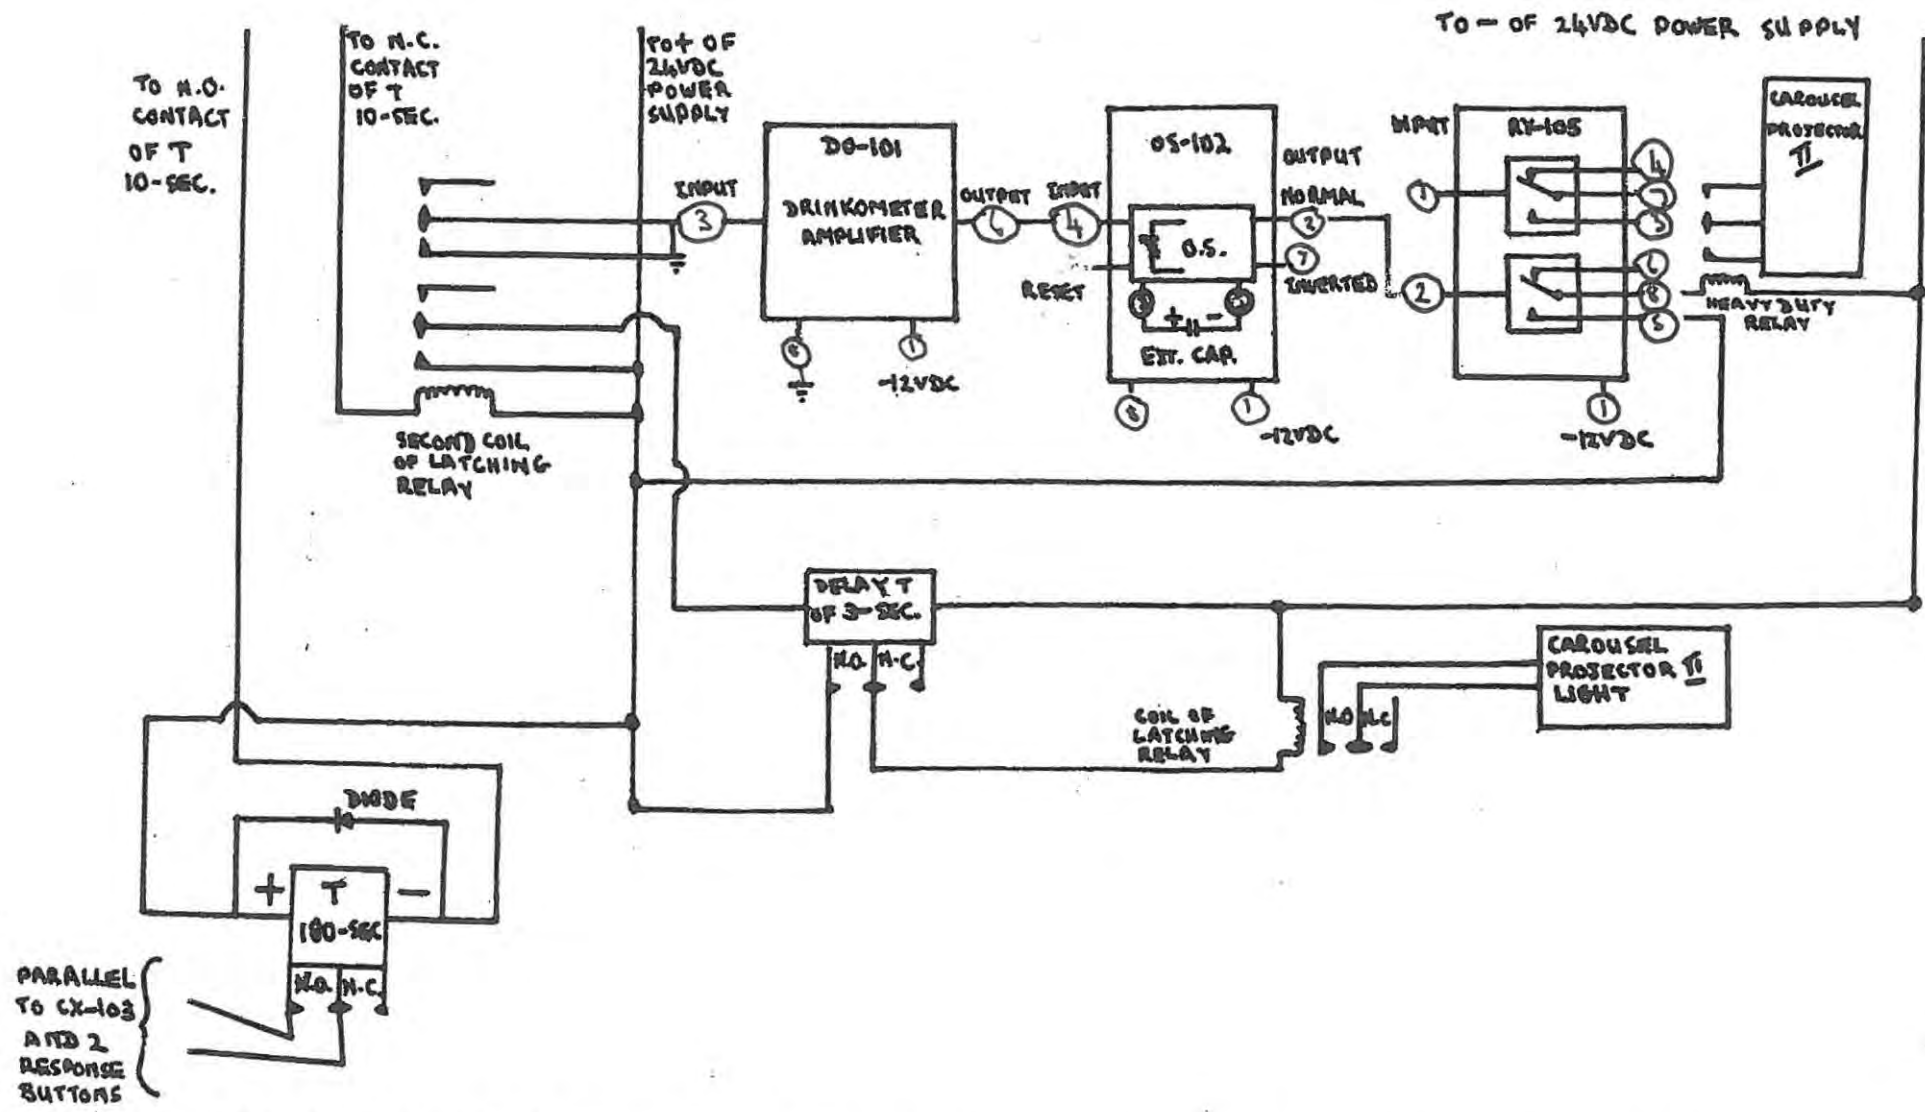 TO - OF 24VDC POWER SUPPLY
TO N.O.
CONTACT
OF T
10-SEC.
TO N.C.
CONTACT
OF T
10-SEC.
TO + OF
24VDC
POWER
SUPPLY
INPUT
3
DO-101
DRINKOMETER
AMPLIFIER
OUTPUT
6
1
-12VDC
INPUT
4
RESET
OS-102
O.S.
+ -
EXT. CAP.
8
1
-12VDC
OUTPUT
NORMAL
7
INVERTED
INPUT
1
2
RY-105
4
7
3
6
8
5
1
-12VDC
CAROUSEL
PROJECTOR
II
HEAVY DUTY
RELAY
SECOND COIL
OF LATCHING
RELAY
DELAY T
OF 3-SEC.
N.O. N.C.
COIL OF
LATCHING
RELAY
N.O N.C
CAROUSEL
PROJECTOR II
LIGHT
DIODE
+ T -
180-SEC
N.O. N.C.
PARALLEL
TO CX-103
AND 2
RESPONSE
BUTTONS